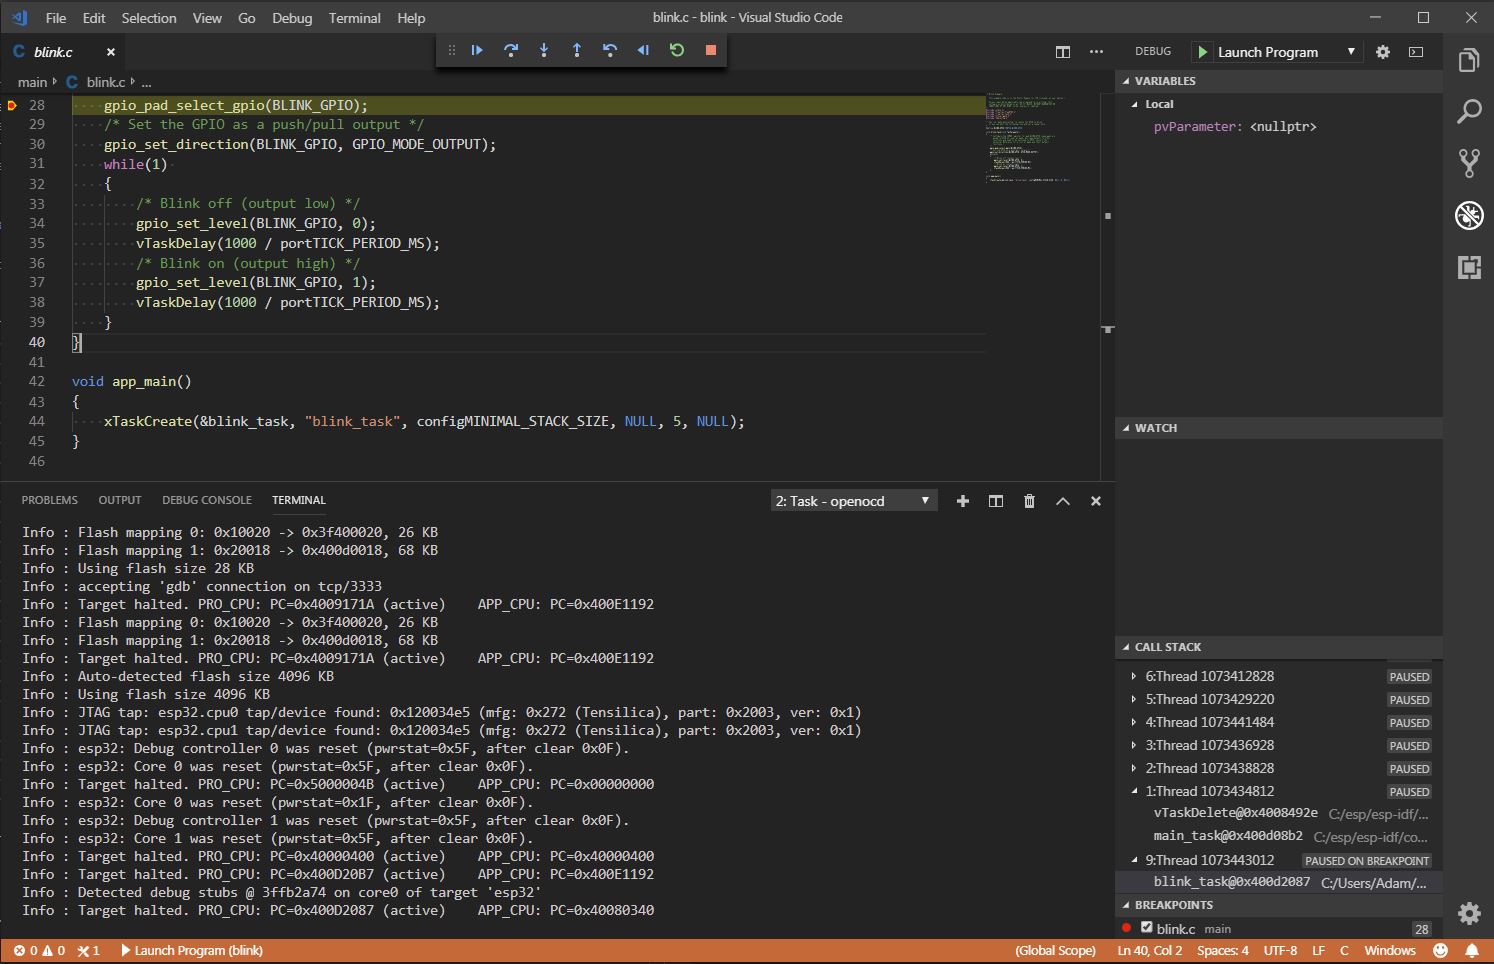 File Edit Selection View Go Debug Terminal Help
blink.c - blink - Visual Studio Code
C blink.c
main C blink.c ...
28 gpio_pad_select_gpio(BLINK_GPIO);
29 /* Set the GPIO as a push/pull output */
30 gpio_set_direction(BLINK_GPIO, GPIO_MODE_OUTPUT);
31 while(1)
32 {
33 /* Blink off (output low) */
34 gpio_set_level(BLINK_GPIO, 0);
35 vTaskDelay(1000 / portTICK_PERIOD_MS);
36 /* Blink on (output high) */
37 gpio_set_level(BLINK_GPIO, 1);
38 vTaskDelay(1000 / portTICK_PERIOD_MS);
39 }
40 }
41
42 void app_main()
43 {
44 xTaskCreate(&blink_task, "blink_task", configMINIMAL_STACK_SIZE, NULL, 5, NULL);
45 }
46
PROBLEMS OUTPUT DEBUG CONSOLE TERMINAL
2: Task - openocd
Info : Flash mapping 0: 0x10020 -> 0x3f400020, 26 KB
Info : Flash mapping 1: 0x20018 -> 0x400d0018, 68 KB
Info : Using flash size 28 KB
Info : accepting 'gdb' connection on tcp/3333
Info : Target halted. PRO_CPU: PC=0x4009171A (active)    APP_CPU: PC=0x400E1192
Info : Flash mapping 0: 0x10020 -> 0x3f400020, 26 KB
Info : Flash mapping 1: 0x20018 -> 0x400d0018, 68 KB
Info : Target halted. PRO_CPU: PC=0x4009171A (active)    APP_CPU: PC=0x400E1192
Info : Auto-detected flash size 4096 KB
Info : Using flash size 4096 KB
Info : JTAG tap: esp32.cpu0 tap/device found: 0x120034e5 (mfg: 0x272 (Tensilica), part: 0x2003, ver: 0x1)
Info : JTAG tap: esp32.cpu1 tap/device found: 0x120034e5 (mfg: 0x272 (Tensilica), part: 0x2003, ver: 0x1)
Info : esp32: Debug controller 0 was reset (pwrstat=0x5F, after clear 0x0F).
Info : esp32: Core 0 was reset (pwrstat=0x5F, after clear 0x0F).
Info : Target halted. PRO_CPU: PC=0x5000004B (active)    APP_CPU: PC=0x00000000
Info : esp32: Core 0 was reset (pwrstat=0x1F, after clear 0x0F).
Info : esp32: Debug controller 1 was reset (pwrstat=0x5F, after clear 0x0F).
Info : esp32: Core 1 was reset (pwrstat=0x5F, after clear 0x0F).
Info : Target halted. PRO_CPU: PC=0x40000400 (active)    APP_CPU: PC=0x40000400
Info : Target halted. PRO_CPU: PC=0x400D20B7 (active)    APP_CPU: PC=0x400E1192
Info : Detected debug stubs @ 3ffb2a74 on core0 of target 'esp32'
Info : Target halted. PRO_CPU: PC=0x400D2087 (active)    APP_CPU: PC=0x40080340
DEBUG Launch Program
VARIABLES
Local
pvParameter: <nullptr>
WATCH
CALL STACK
6:Thread 1073412828 PAUSED
5:Thread 1073429220 PAUSED
4:Thread 1073441484 PAUSED
3:Thread 1073436928 PAUSED
2:Thread 1073438828 PAUSED
1:Thread 1073434812 PAUSED
vTaskDelete@0x4008492e C:/esp/esp-idf/...
main_task@0x400d08b2 C:/esp/esp-idf/co...
9:Thread 1073443012 PAUSED ON BREAKPOINT
blink_task@0x400d2087 C:/Users/Adam/...
BREAKPOINTS
blink.c main 28
0 0 1 Launch Program (blink) (Global Scope) Ln 40, Col 2 Spaces: 4 UTF-8 LF C Windows